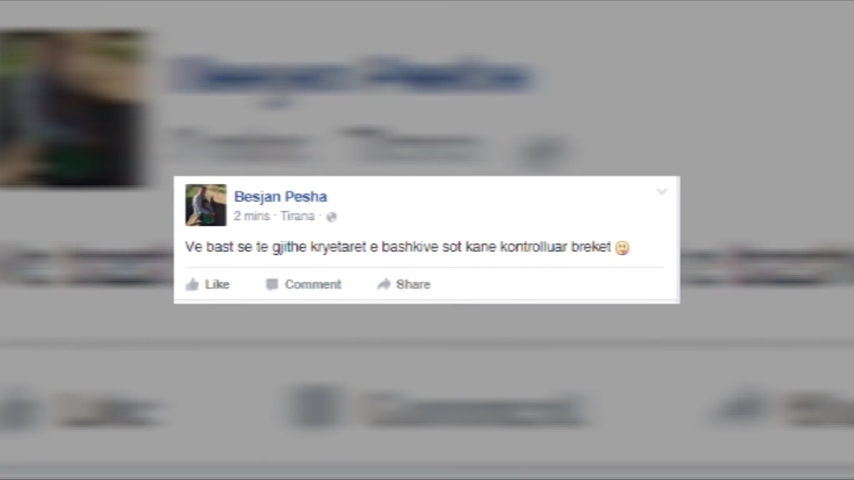 Besjan Pesha
2 mins · Tirana ·
Ve bast se te gjithe kryetaret e bashkive sot kane kontrolluar breket 😜
Like Comment Share